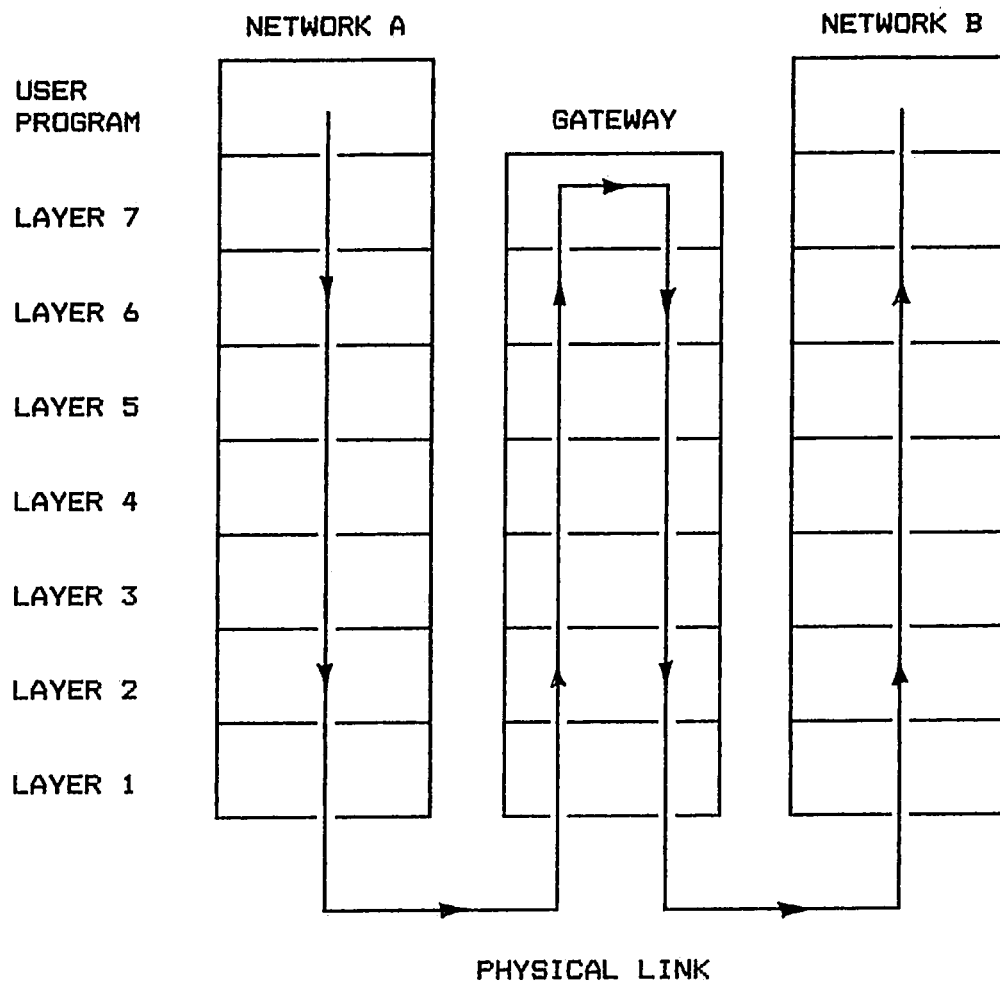 NETWORK A
NETWORK B
USER
PROGRAM
GATEWAY
LAYER 7
LAYER 6
LAYER 5
LAYER 4
LAYER 3
LAYER 2
LAYER 1
PHYSICAL LINK